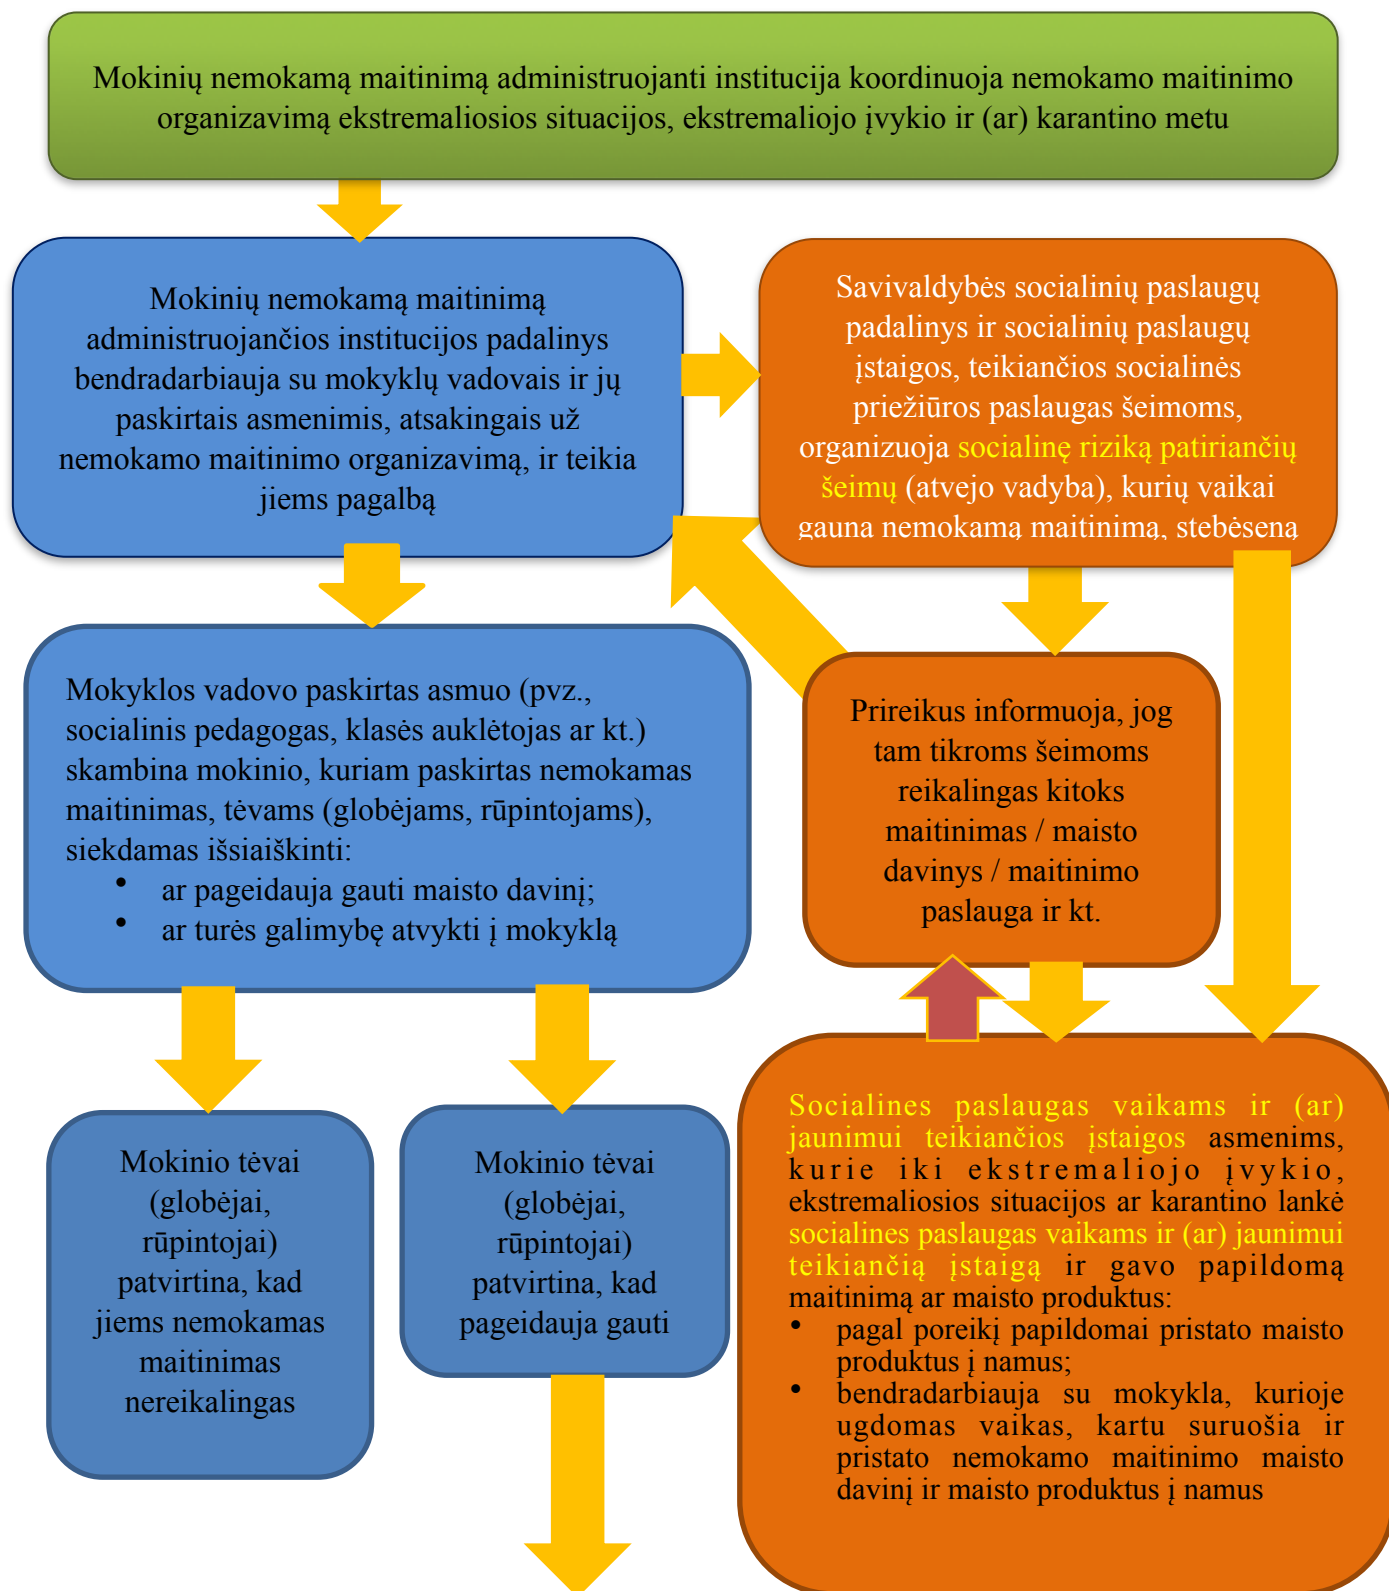 Mokinių nemokamą maitinimą administruojanti institucija koordinuoja nemokamo maitinimo
organizavimą ekstremaliosios situacijos, ekstremaliojo įvykio ir (ar) karantino metu
Mokinių nemokamą maitinimą
administruojančios institucijos padalinys
bendradarbiauja su mokyklų vadovais ir jų
paskirtais asmenimis, atsakingais už
nemokamo maitinimo organizavimą, ir teikia
jiems pagalbą
Savivaldybės socialinių paslaugų
padalinys ir socialinių paslaugų
įstaigos, teikiančios socialinės
priežiūros paslaugas šeimoms,
organizuoja socialinę riziką patiriančių
šeimų (atvejo vadyba), kurių vaikai
gauna nemokamą maitinimą, stebėseną
Mokyklos vadovo paskirtas asmuo (pvz.,
socialinis pedagogas, klasės auklėtojas ar kt.)
skambina mokinio, kuriam paskirtas nemokamas
maitinimas, tėvams (globėjams, rūpintojams),
siekdamas išsiaiškinti:
• ar pageidauja gauti maisto davinį;
• ar turės galimybę atvykti į mokyklą
Prireikus informuoja, jog
tam tikroms šeimoms
reikalingas kitoks
maitinimas / maisto
davinys / maitinimo
paslauga ir kt.
Mokinio tėvai
(globėjai,
rūpintojai)
patvirtina, kad
jiems nemokamas
maitinimas
nereikalingas
Mokinio tėvai
(globėjai,
rūpintojai)
patvirtina, kad
pageidauja gauti
Socialines paslaugas vaikams ir (ar)
jaunimui teikiančios įstaigos asmenims,
kurie iki ekstremaliojo įvykio,
ekstremaliosios situacijos ar karantino lankė
socialines paslaugas vaikams ir (ar) jaunimui
teikiančią įstaigą ir gavo papildomą
maitinimą ar maisto produktus:
• pagal poreikį papildomai pristato maisto
produktus į namus;
• bendradarbiauja su mokykla, kurioje
ugdomas vaikas, kartu suruošia ir
pristato nemokamo maitinimo maisto
davinį ir maisto produktus į namus